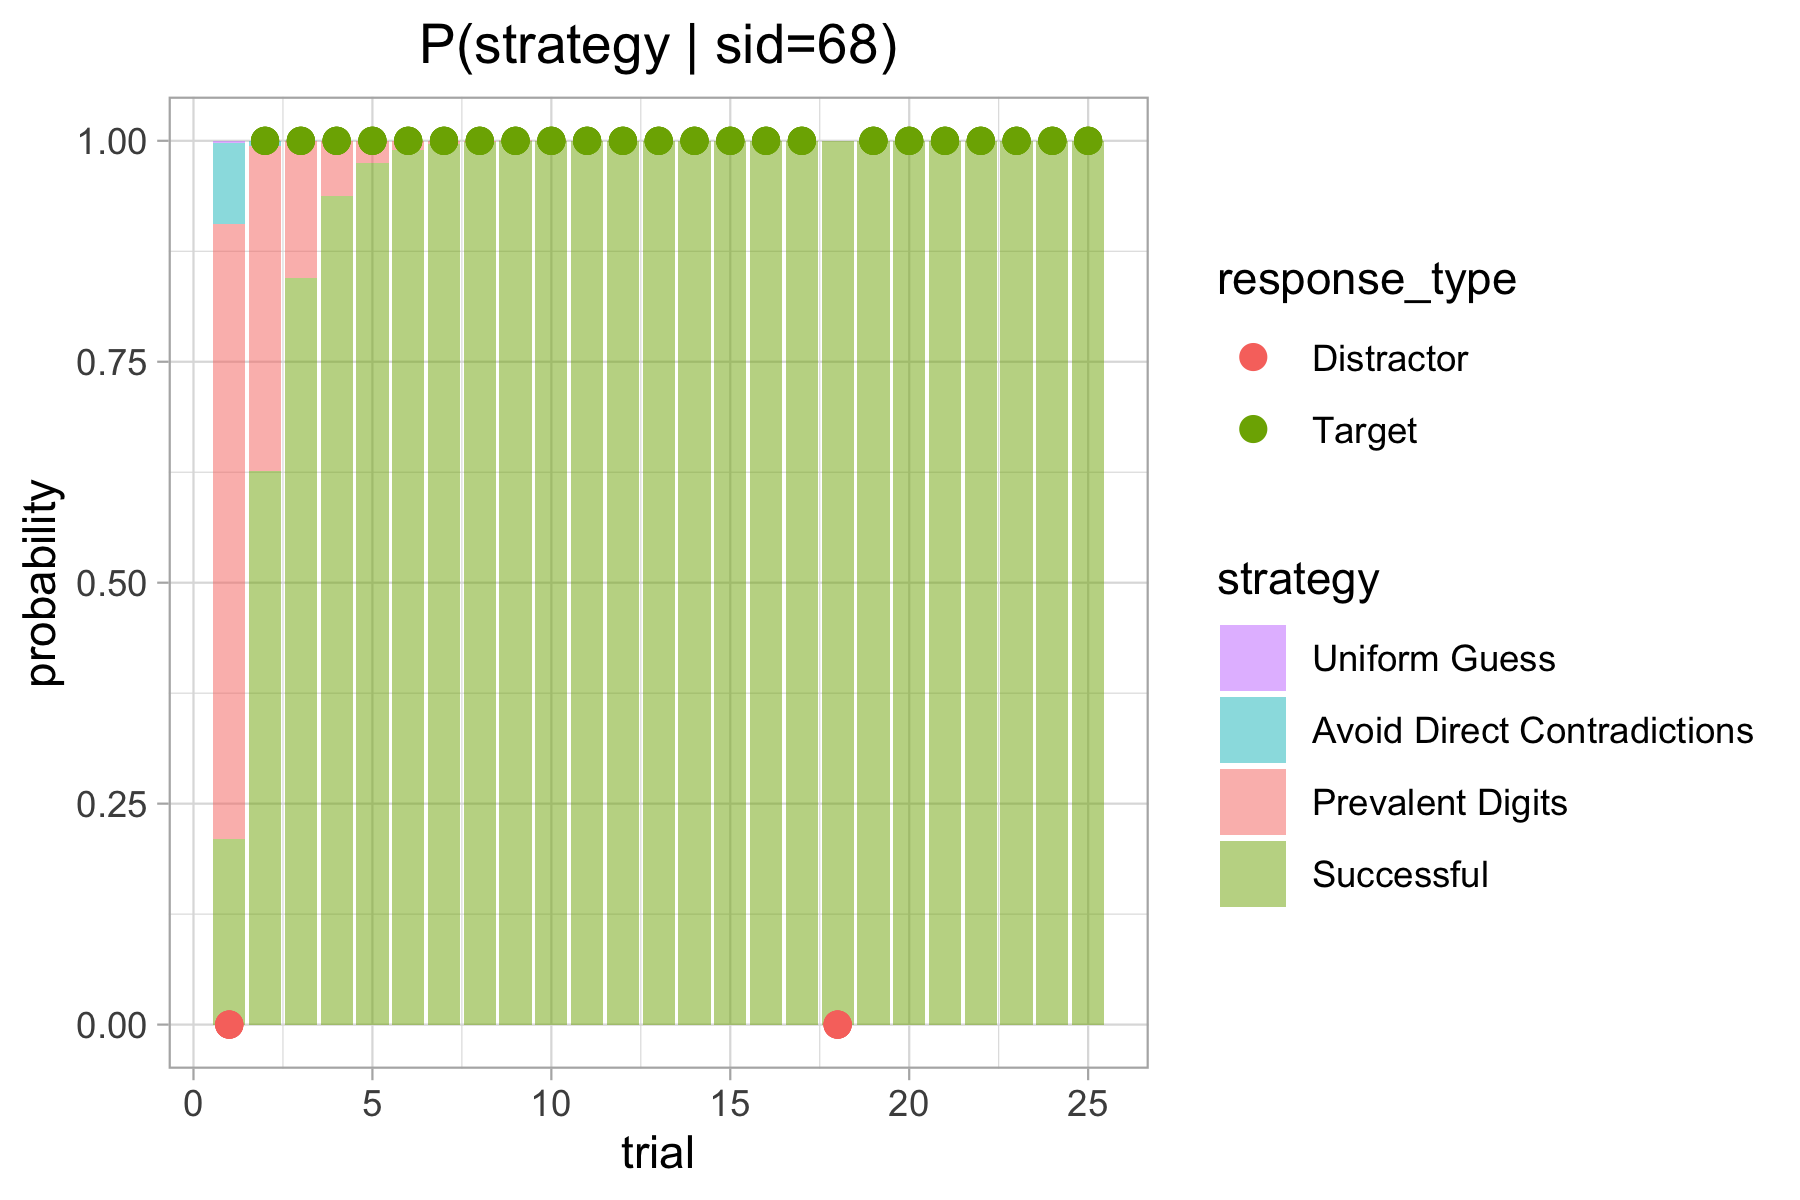 P(strategy | sid=68)
1.00
0.75
0.50
0.25
0.00
probability
0 5 10 15 20 25
trial
response_type
Distractor
Target
strategy
Uniform Guess
Avoid Direct Contradictions
Prevalent Digits
Successful